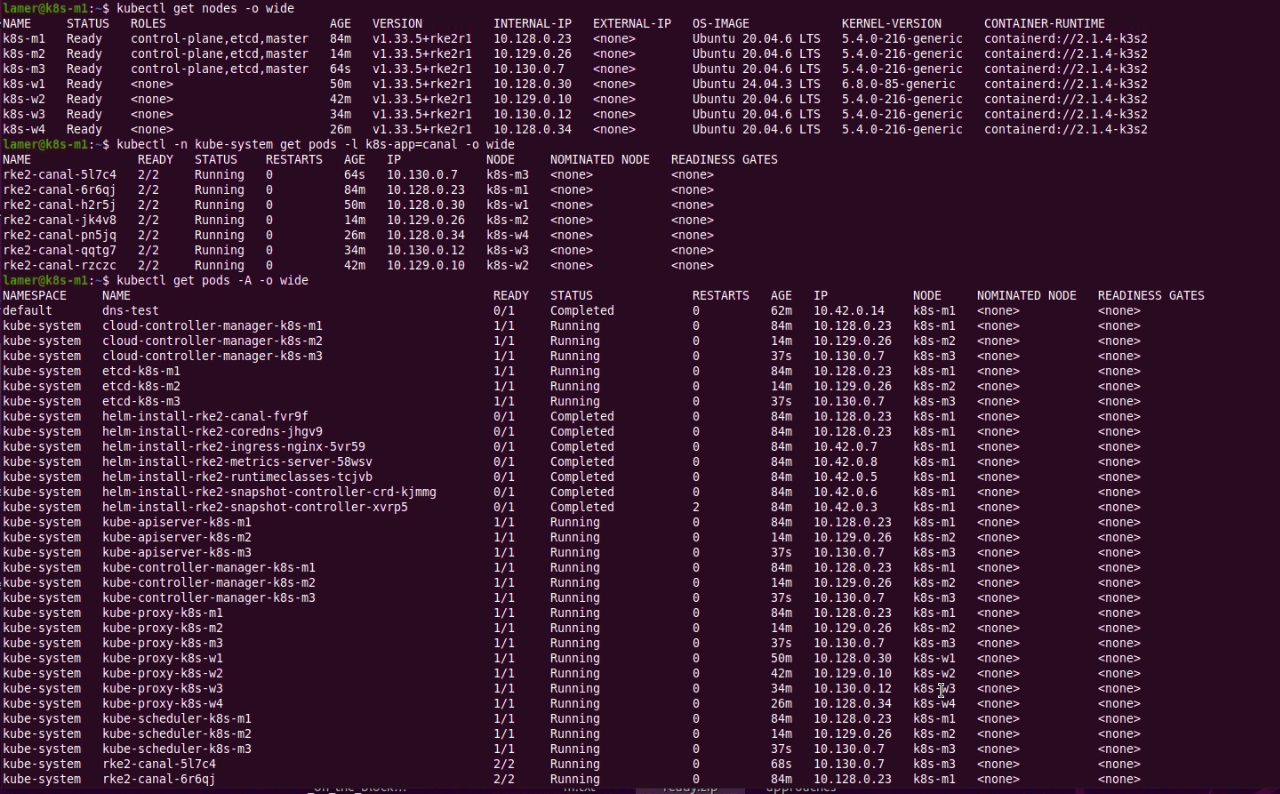 lamer@k8s-m1:~$ kubectl get nodes -o wide
NAME     STATUS   ROLES                       AGE   VERSION          INTERNAL-IP   EXTERNAL-IP   OS-IMAGE             KERNEL-VERSION      CONTAINER-RUNTIME
k8s-m1   Ready    control-plane,etcd,master   84m   v1.33.5+rke2r1   10.128.0.23   <none>        Ubuntu 20.04.6 LTS   5.4.0-216-generic   containerd://2.1.4-k3s2
k8s-m2   Ready    control-plane,etcd,master   14m   v1.33.5+rke2r1   10.129.0.26   <none>        Ubuntu 20.04.6 LTS   5.4.0-216-generic   containerd://2.1.4-k3s2
k8s-m3   Ready    control-plane,etcd,master   64s   v1.33.5+rke2r1   10.130.0.7    <none>        Ubuntu 20.04.6 LTS   5.4.0-216-generic   containerd://2.1.4-k3s2
k8s-w1   Ready    <none>                      50m   v1.33.5+rke2r1   10.128.0.30   <none>        Ubuntu 24.04.3 LTS   6.8.0-85-generic    containerd://2.1.4-k3s2
k8s-w2   Ready    <none>                      42m   v1.33.5+rke2r1   10.129.0.10   <none>        Ubuntu 20.04.6 LTS   5.4.0-216-generic   containerd://2.1.4-k3s2
k8s-w3   Ready    <none>                      34m   v1.33.5+rke2r1   10.130.0.12   <none>        Ubuntu 20.04.6 LTS   5.4.0-216-generic   containerd://2.1.4-k3s2
k8s-w4   Ready    <none>                      26m   v1.33.5+rke2r1   10.128.0.34   <none>        Ubuntu 20.04.6 LTS   5.4.0-216-generic   containerd://2.1.4-k3s2
lamer@k8s-m1:~$ kubectl -n kube-system get pods -l k8s-app=canal -o wide
NAME               READY   STATUS    RESTARTS   AGE   IP            NODE     NOMINATED NODE   READINESS GATES
rke2-canal-5l7c4   2/2     Running   0          64s   10.130.0.7    k8s-m3   <none>           <none>
rke2-canal-6r6qj   2/2     Running   0          84m   10.128.0.23   k8s-m1   <none>           <none>
rke2-canal-h2r5n   2/2     Running   0          50m   10.128.0.30   k8s-w1   <none>           <none>
rke2-canal-jk4v8   2/2     Running   0          14m   10.129.0.26   k8s-m2   <none>           <none>
rke2-canal-pn5jq   2/2     Running   0          26m   10.128.0.34   k8s-w4   <none>           <none>
rke2-canal-qqtg7   2/2     Running   0          34m   10.130.0.12   k8s-w3   <none>           <none>
rke2-canal-rzczc   2/2     Running   0          42m   10.129.0.10   k8s-w2   <none>           <none>
lamer@k8s-m1:~$ kubectl get pods -A -o wide
NAMESPACE     NAME                                           READY   STATUS      RESTARTS   AGE   IP            NODE     NOMINATED NODE   READINESS GATES
default       dns-test                                       0/1     Completed   0          62m   10.42.0.14    k8s-m1   <none>           <none>
kube-system   cloud-controller-manager-k8s-m1                1/1     Running     0          84m   10.128.0.23   k8s-m1   <none>           <none>
kube-system   cloud-controller-manager-k8s-m2                1/1     Running     0          14m   10.129.0.26   k8s-m2   <none>           <none>
kube-system   cloud-controller-manager-k8s-m3                1/1     Running     0          37s   10.130.0.7    k8s-m3   <none>           <none>
kube-system   etcd-k8s-m1                                    1/1     Running     0          84m   10.128.0.23   k8s-m1   <none>           <none>
kube-system   etcd-k8s-m2                                    1/1     Running     0          14m   10.129.0.26   k8s-m2   <none>           <none>
kube-system   etcd-k8s-m3                                    1/1     Running     0          37s   10.130.0.7    k8s-m3   <none>           <none>
kube-system   helm-install-rke2-canal-fvr9f                  0/1     Completed   0          84m   10.128.0.23   k8s-m1   <none>           <none>
kube-system   helm-install-rke2-coredns-jhgv9                0/1     Completed   0          84m   10.128.0.23   k8s-m1   <none>           <none>
kube-system   helm-install-rke2-ingress-nginx-5vr59          0/1     Completed   0          84m   10.42.0.7     k8s-m1   <none>           <none>
kube-system   helm-install-rke2-metrics-server-58wsv         0/1     Completed   0          84m   10.42.0.8     k8s-m1   <none>           <none>
kube-system   helm-install-rke2-runtimeclasses-tcjvb         0/1     Completed   0          84m   10.42.0.5     k8s-m1   <none>           <none>
kube-system   helm-install-rke2-snapshot-controller-crd-kjmmg   0/1     Completed   0          84m   10.42.0.6     k8s-m1   <none>           <none>
kube-system   helm-install-rke2-snapshot-controller-xvrp5    0/1     Completed   2          84m   10.42.0.3     k8s-m1   <none>           <none>
kube-system   kube-apiserver-k8s-m1                          1/1     Running     0          84m   10.128.0.23   k8s-m1   <none>           <none>
kube-system   kube-apiserver-k8s-m2                          1/1     Running     0          14m   10.129.0.26   k8s-m2   <none>           <none>
kube-system   kube-apiserver-k8s-m3                          1/1     Running     0          37s   10.130.0.7    k8s-m3   <none>           <none>
kube-system   kube-controller-manager-k8s-m1                 1/1     Running     0          84m   10.128.0.23   k8s-m1   <none>           <none>
kube-system   kube-controller-manager-k8s-m2                 1/1     Running     0          14m   10.129.0.26   k8s-m2   <none>           <none>
kube-system   kube-controller-manager-k8s-m3                 1/1     Running     0          37s   10.130.0.7    k8s-m3   <none>           <none>
kube-system   kube-proxy-k8s-m1                              1/1     Running     0          84m   10.128.0.23   k8s-m1   <none>           <none>
kube-system   kube-proxy-k8s-m2                              1/1     Running     0          14m   10.129.0.26   k8s-m2   <none>           <none>
kube-system   kube-proxy-k8s-m3                              1/1     Running     0          37s   10.130.0.7    k8s-m3   <none>           <none>
kube-system   kube-proxy-k8s-w1                              1/1     Running     0          50m   10.128.0.30   k8s-w1   <none>           <none>
kube-system   kube-proxy-k8s-w2                              1/1     Running     0          42m   10.129.0.10   k8s-w2   <none>           <none>
kube-system   kube-proxy-k8s-w3                              1/1     Running     0          34m   10.130.0.12   k8s-w3   <none>           <none>
kube-system   kube-proxy-k8s-w4                              1/1     Running     0          26m   10.128.0.34   k8s-w4   <none>           <none>
kube-system   kube-scheduler-k8s-m1                          1/1     Running     0          84m   10.128.0.23   k8s-m1   <none>           <none>
kube-system   kube-scheduler-k8s-m2                          1/1     Running     0          14m   10.129.0.26   k8s-m2   <none>           <none>
kube-system   kube-scheduler-k8s-m3                          1/1     Running     0          37s   10.130.0.7    k8s-m3   <none>           <none>
kube-system   rke2-canal-5l7c4                               2/2     Running     0          68s   10.130.0.7    k8s-m3   <none>           <none>
kube-system   rke2-canal-6r6qj                               2/2     Running     0          84m   10.128.0.23   k8s-m1   <none>           <none>